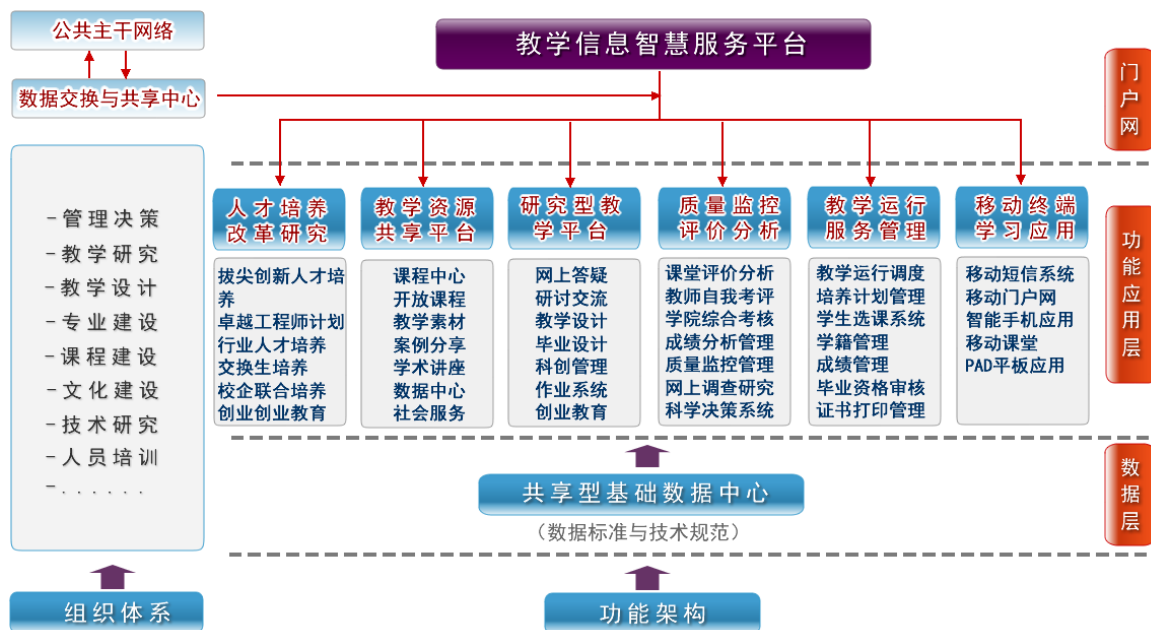 公共主干网络
数据交换与共享中心
教学信息智慧服务平台
门户网
-管理决策
-教学研究
-教学设计
-专业建设
-课程建设
-文化建设
-技术研究
-人员培训
-. . . . . .
人才培养
改革研究
拔尖创新人才培
养
卓越工程师计划
行业人才培养
交换生培养
校企联合培养
创业创业教育
教学资源
共享平台
课程中心
开放课程
教学素材
案例分享
学术讲座
数据中心
社会服务
研究型教
学平台
网上答疑
研讨交流
教学设计
毕业设计
科创管理
作业系统
创业教育
质量监控
评价分析
课堂评价分析
教师自我考评
学院综合考核
成绩分析管理
质量监控管理
网上调查研究
科学决策系统
教学运行
服务管理
教学运行调度
培养计划管理
学生选课系统
学籍管理
成绩管理
毕业资格审核
证书打印管理
移动终端
学习应用
移动短信系统
移动门户网
智能手机应用
移动课堂
PAD平板应用
功能应用层
共享型基础数据中心
（数据标准与技术规范）
数据层
组织体系
功能架构